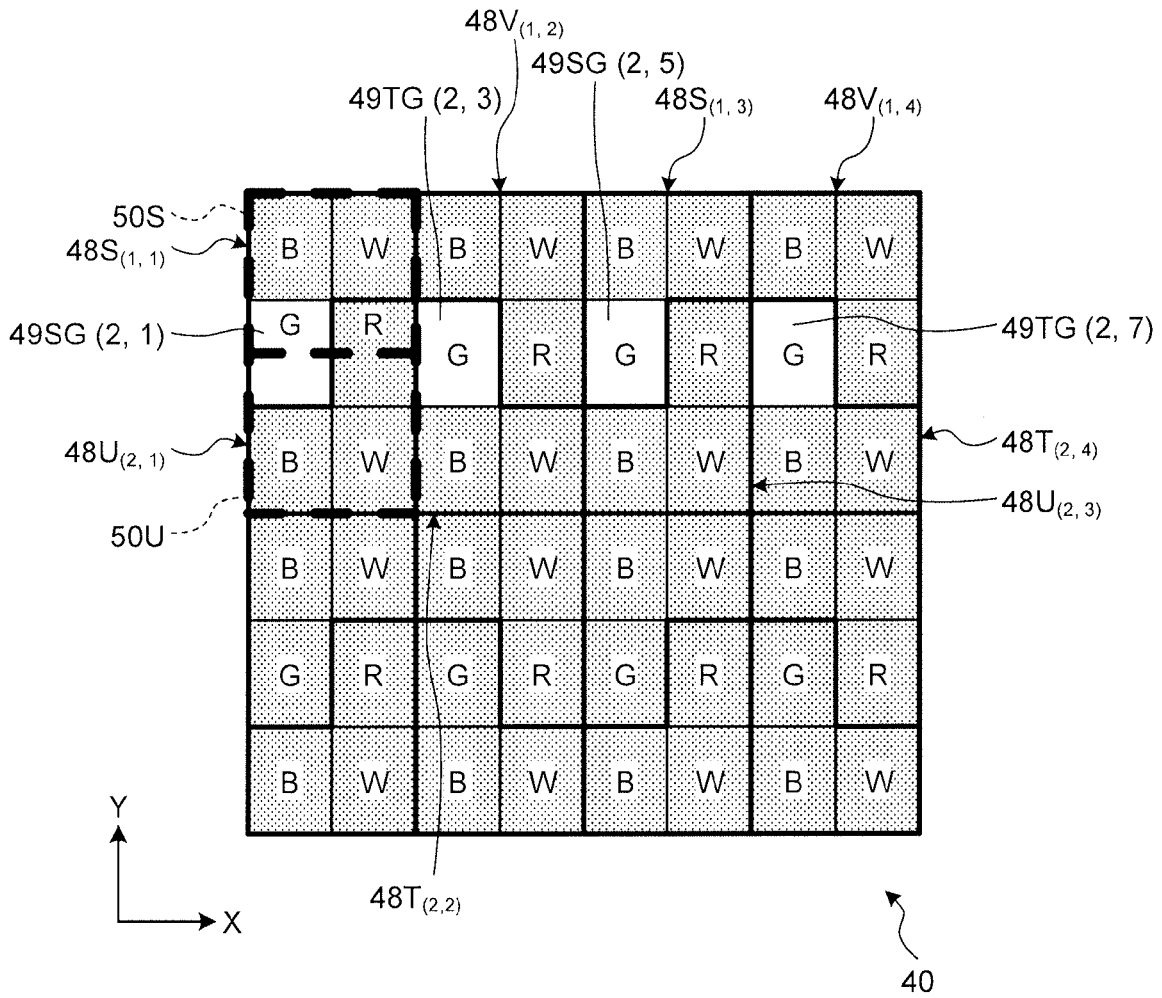 48V(1, 2)
49SG (2, 5)
49TG (2, 3)
48S(1, 3)
48V(1, 4)
50S
48S(1, 1)
B W B W B W B W
49SG (2, 1)
G R G R G R G R
49TG (2, 7)
48U(2, 1)
B W B W B W B W
48T(2, 4)
48U(2, 3)
50U
B W B W B W B W
G R G R G R G R
B W B W B W B W
Y
48T(2,2)
X
40